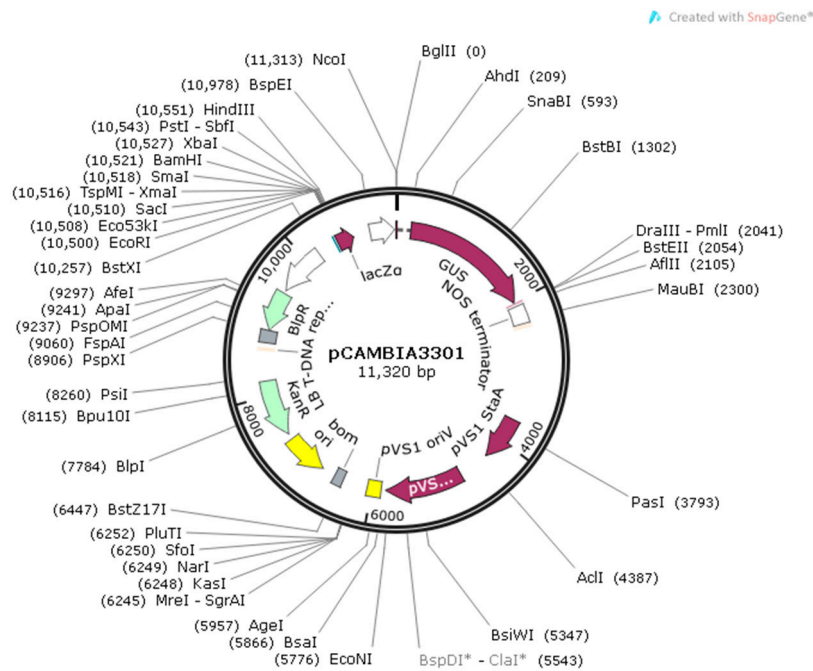 Created with SnapGene®
(11,313) NcoI
BglII (0)
(10,978) BspEI
AhdI (209)
SnaBI (593)
(10,551) HindIII
(10,543) PstI - SbfI
(10,527) XbaI
(10,521) BamHI
(10,518) SmaI
(10,516) TspMI - XmaI
(10,510) SacI
(10,508) Eco53kI
(10,500) EcoRI
(10,257) BstXI
BstBI (1302)
DraIII - PmlI (2041)
BstEII (2054)
AflII (2105)
MauBI (2300)
(9297) AfeI
(9241) ApaI
(9237) PspOMI
(9060) FspAI
(8906) PspXI
(8260) PsiI
(8115) Bpu10I
(7784) BlpI
10,000
2000
lacZα
GUS
NOS terminator
BlpR
LB T-DNA rep...
pCAMBIA3301
11,320 bp
KanR
8000
ori
bom
pVS1 oriV
pVS1 StaA
4000
pVS...
6000
PasI (3793)
AclI (4387)
(6447) BstZ17I
(6252) PluTI
(6250) SfoI
(6249) NarI
(6248) KasI
(6245) MreI - SgrAI
(5957) AgeI
(5866) BsaI
(5776) EcoNI
BsiWI (5347)
BspDI* - ClaI* (5543)